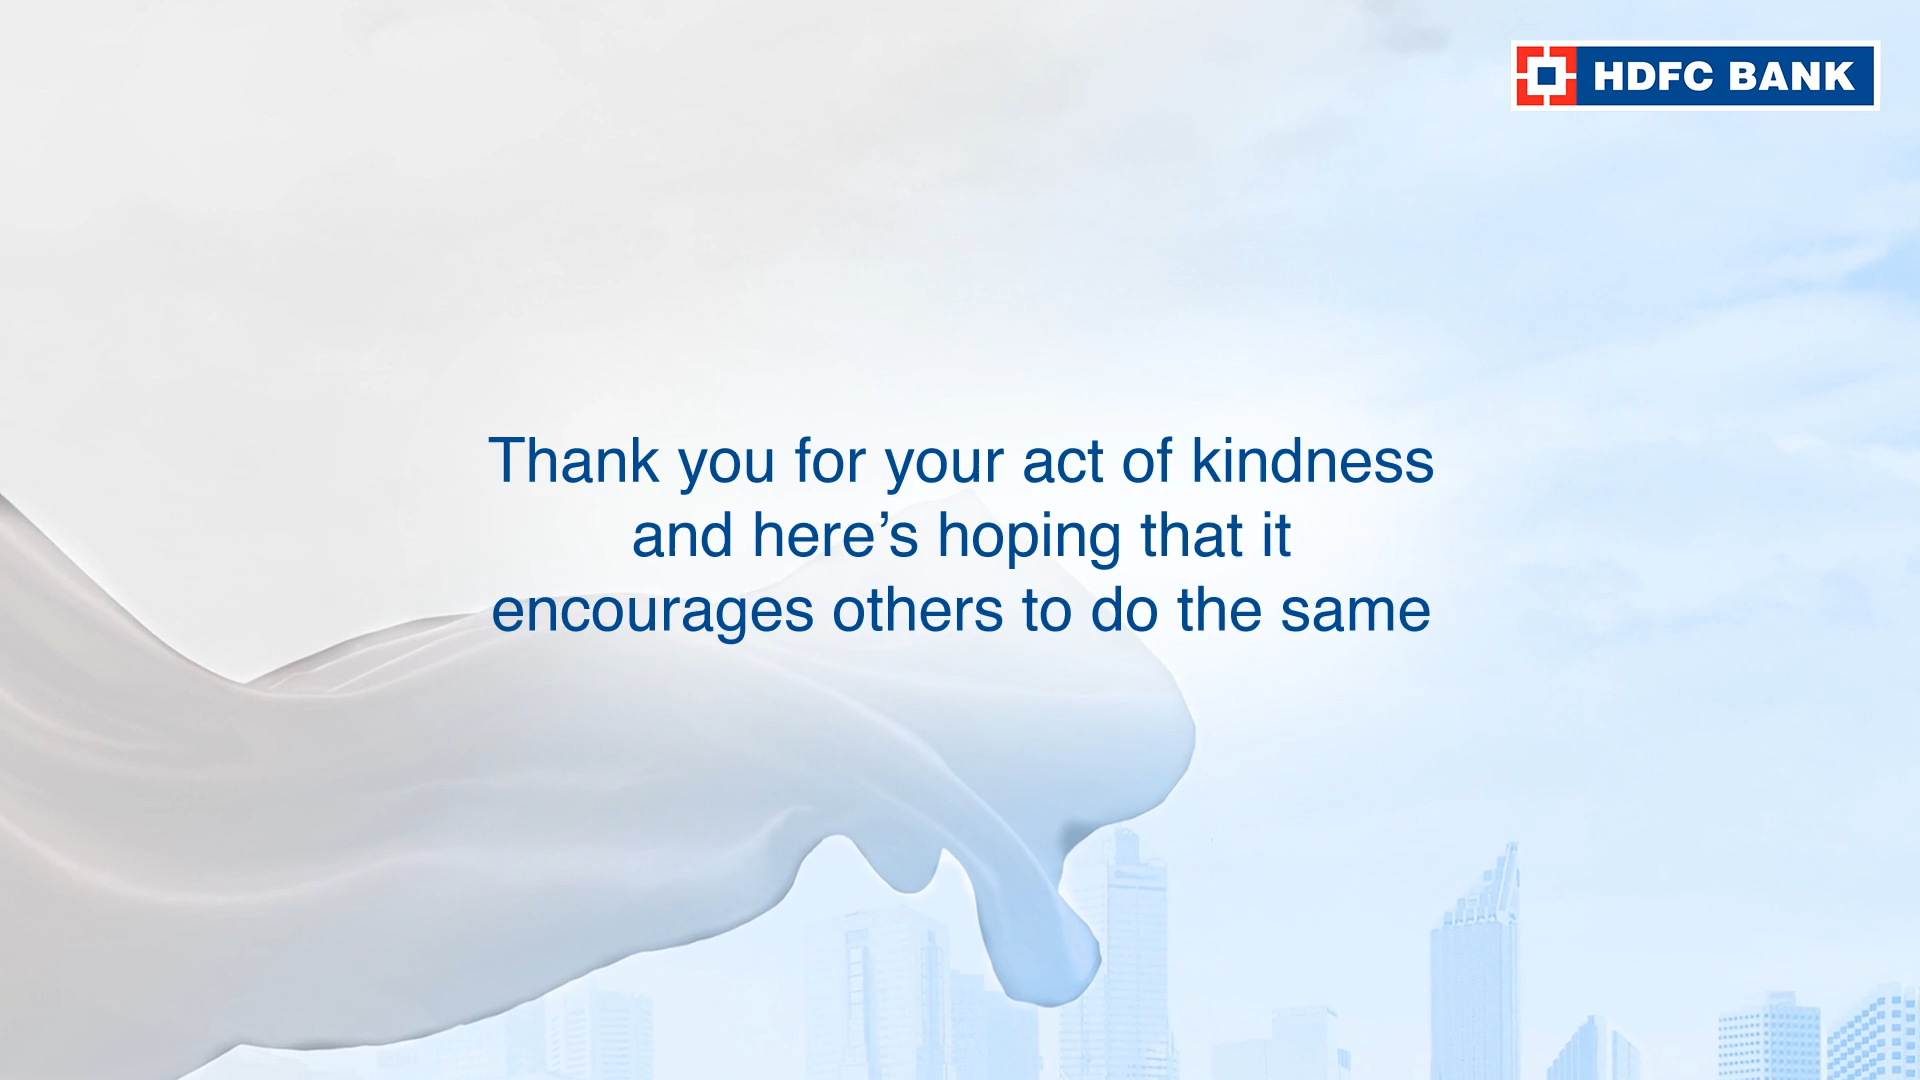 HDFC BANK
Thank you for your act of kindness
and here’s hoping that it
encourages others to do the same